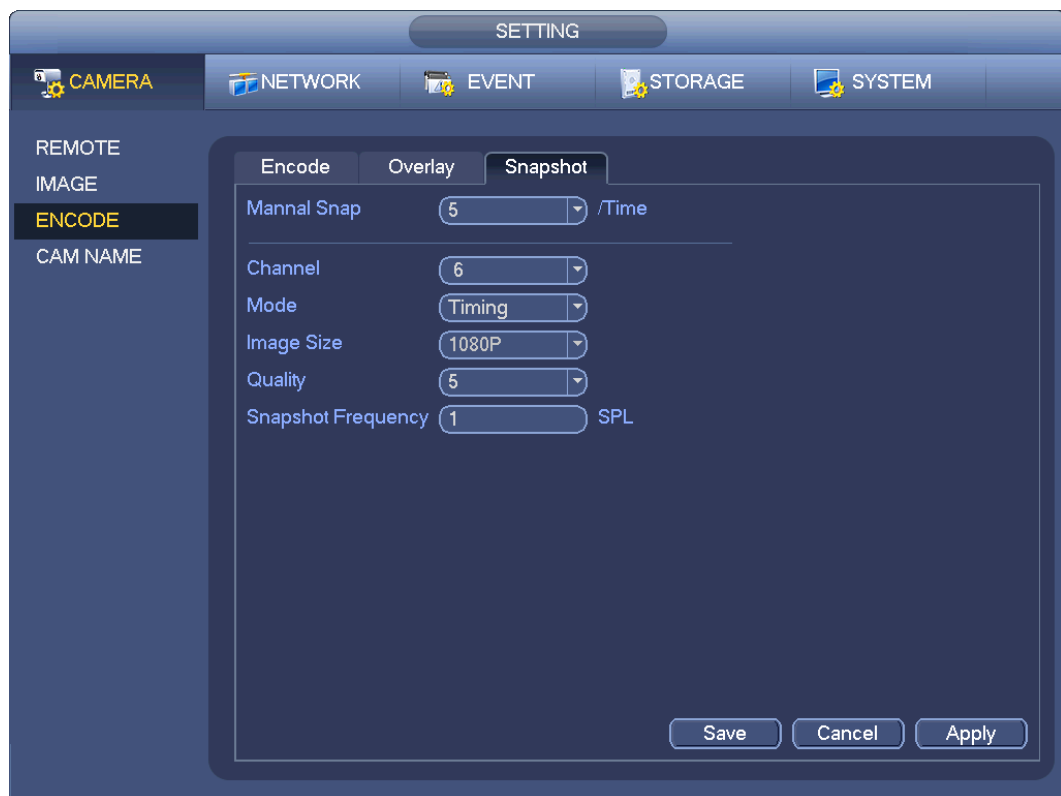 SETTING
CAMERA NETWORK EVENT STORAGE SYSTEM
REMOTE
IMAGE
ENCODE
CAM NAME
Encode Overlay Snapshot
Mannal Snap 5 /Time
Channel 6
Mode Timing
Image Size 1080P
Quality 5
Snapshot Frequency 1 SPL
Save Cancel Apply